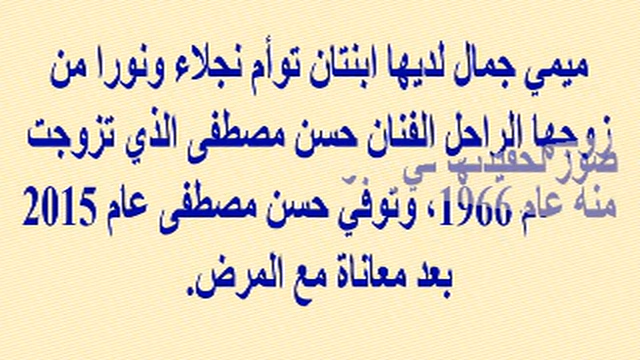 ميمي جمال لديها ابنتان توأم نجلاء ونورا من
زوجها الراحل الفنان حسن مصطفى الذي تزوجت
منه عام 1966، وتوفي حسن مصطفى عام 2015
بعد معاناة مع المرض.